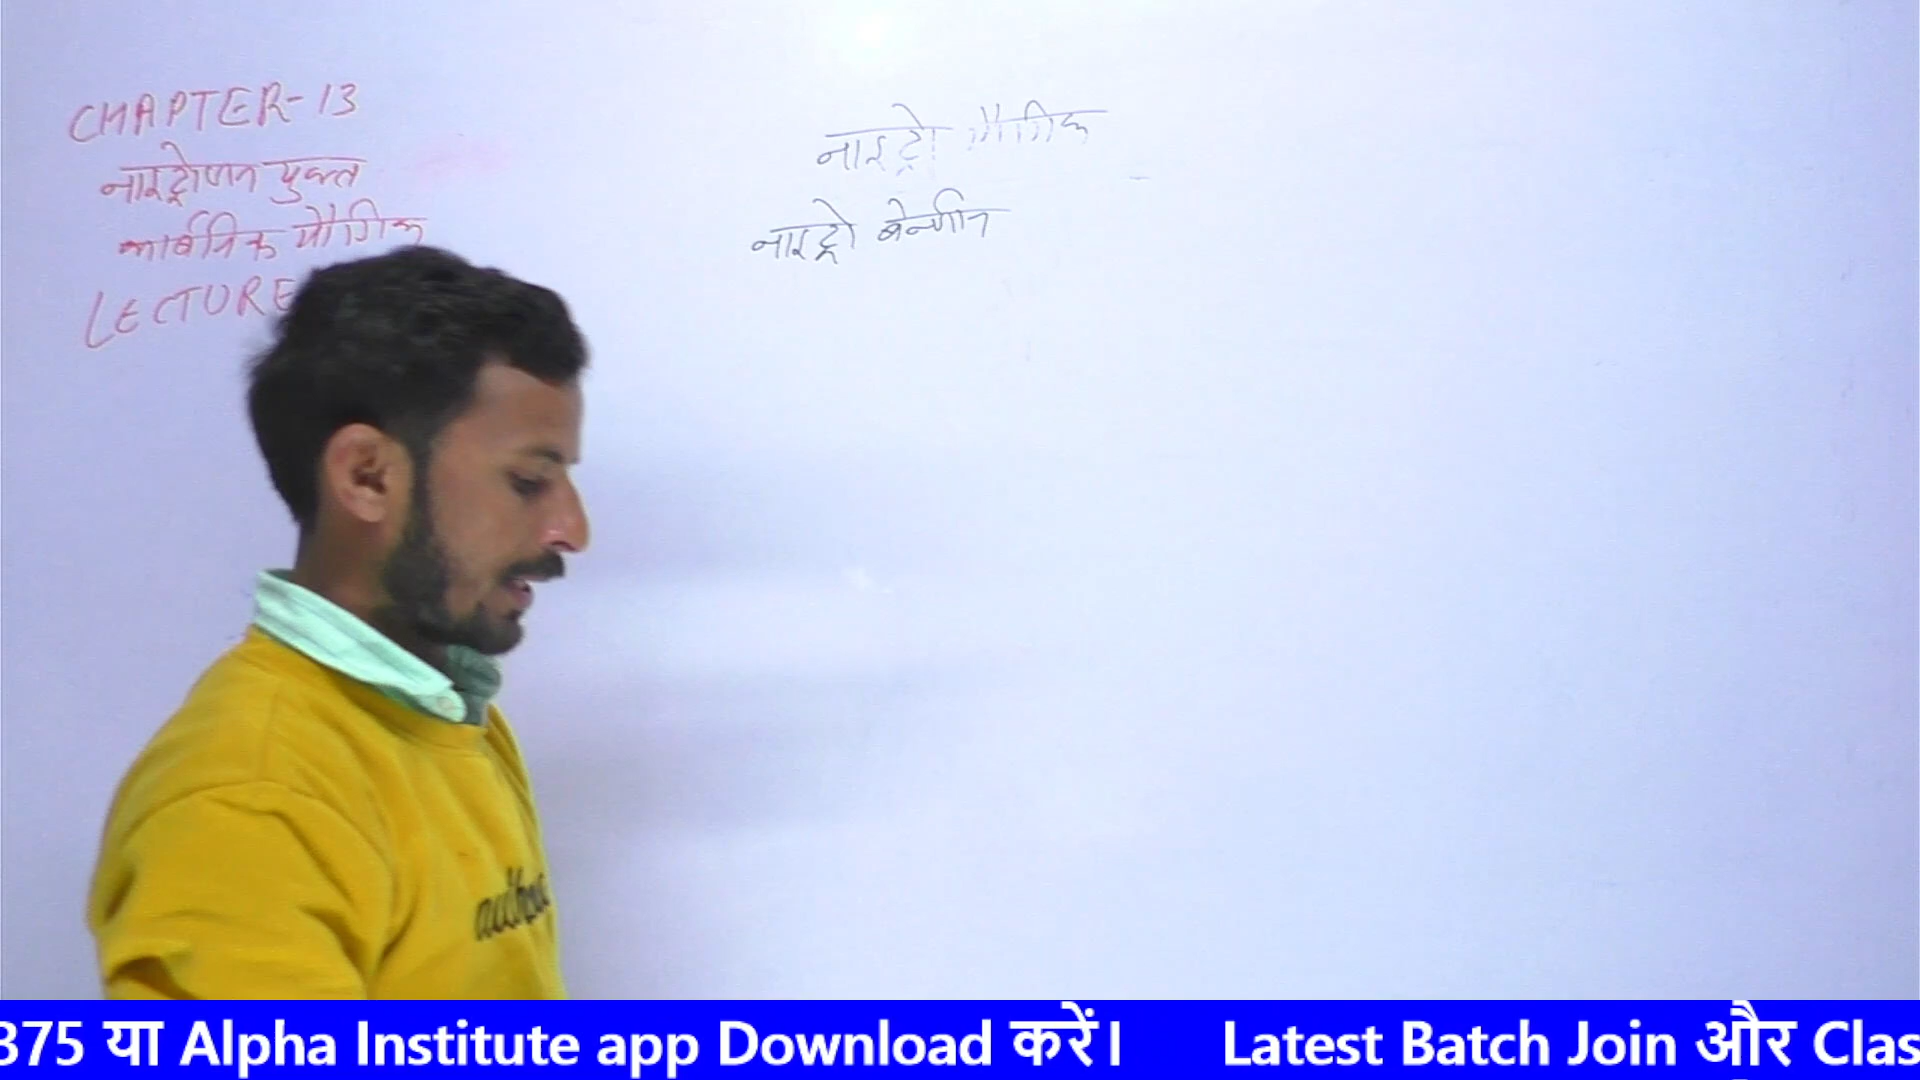 CHAPTER-13
नाइट्रोजन युक्त
कार्बनिक यौगिक
LECTURE
नाइट्रो यौगिक
नाइट्रो बेन्जीन
375 या Alpha Institute app Download करें। Latest Batch Join और Clas